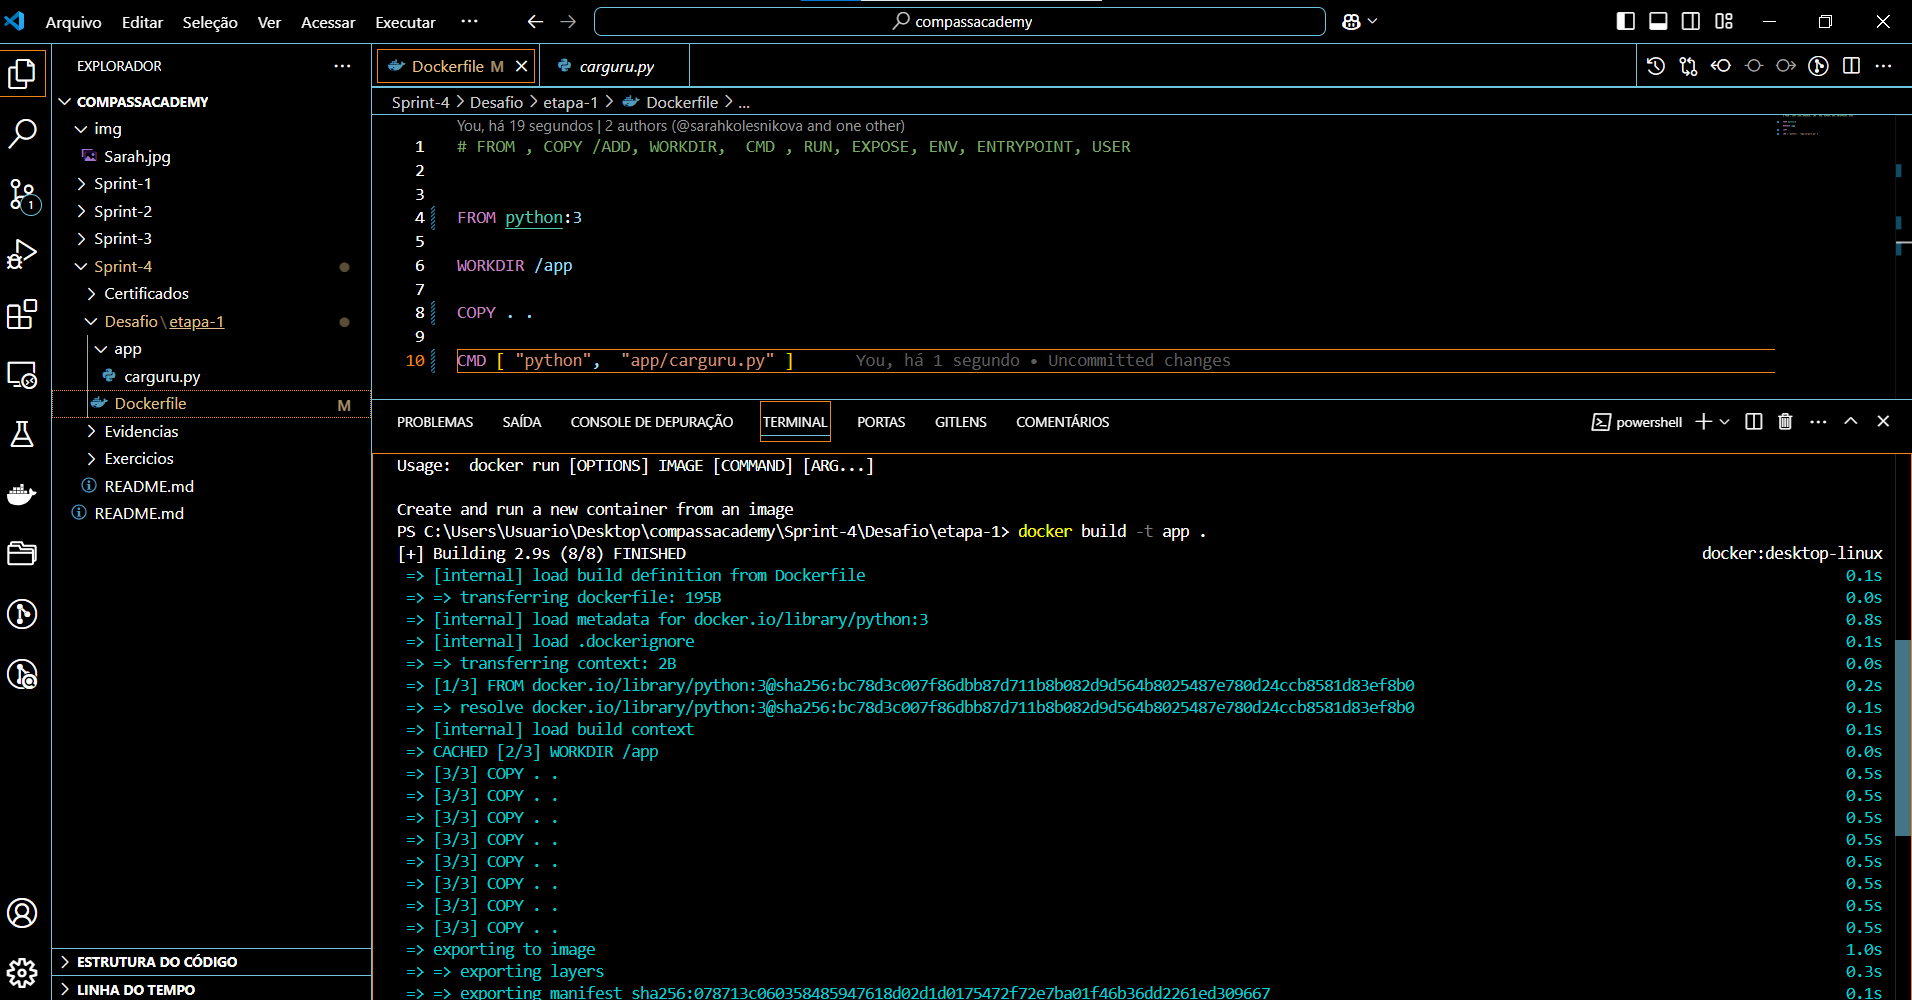 Arquivo Editar Seleção Ver Acessar Executar ··· compassacademy
EXPLORADOR ···
COMPASSACADEMY
img
Sarah.jpg
Sprint-1
Sprint-2
Sprint-3
Sprint-4
Certificados
Desafio\etapa-1
app
carguru.py
Dockerfile M
Evidencias
Exercicios
README.md
README.md
ESTRUTURA DO CÓDIGO
LINHA DO TEMPO
1
Dockerfile M carguru.py
Sprint-4 > Desafio > etapa-1 > Dockerfile > ...
You, há 19 segundos | 2 authors (@sarahkolesnikova and one other)
1 # FROM , COPY /ADD, WORKDIR,  CMD , RUN, EXPOSE, ENV, ENTRYPOINT, USER
2
3
4 FROM python:3
5
6 WORKDIR /app
7
8 COPY . .
9
10 CMD [ "python",  "app/carguru.py" ] You, há 1 segundo • Uncommitted changes
PROBLEMAS SAÍDA CONSOLE DE DEPURAÇÃO TERMINAL PORTAS GITLENS COMENTÁRIOS powershell
Usage:  docker run [OPTIONS] IMAGE [COMMAND] [ARG...]
Create and run a new container from an image
PS C:\Users\Usuario\Desktop\compassacademy\Sprint-4\Desafio\etapa-1> docker build -t app .
[+] Building 2.9s (8/8) FINISHED docker:desktop-linux
=> [internal] load build definition from Dockerfile 0.1s
=> => transferring dockerfile: 195B 0.0s
=> [internal] load metadata for docker.io/library/python:3 0.8s
=> [internal] load .dockerignore 0.1s
=> => transferring context: 2B 0.0s
=> [1/3] FROM docker.io/library/python:3@sha256:bc78d3c007f86dbb87d711b8b082d9d564b8025487e780d24ccb8581d83ef8b0 0.2s
=> => resolve docker.io/library/python:3@sha256:bc78d3c007f86dbb87d711b8b082d9d564b8025487e780d24ccb8581d83ef8b0 0.1s
=> [internal] load build context 0.1s
=> CACHED [2/3] WORKDIR /app 0.0s
=> [3/3] COPY . . 0.5s
=> [3/3] COPY . . 0.5s
=> [3/3] COPY . . 0.5s
=> [3/3] COPY . . 0.5s
=> [3/3] COPY . . 0.5s
=> [3/3] COPY . . 0.5s
=> [3/3] COPY . . 0.5s
=> [3/3] COPY . . 0.5s
=> exporting to image 1.0s
=> => exporting layers 0.3s
=> => exporting manifest sha256:078713c060358485947618d02d1d0175472f72e7ba01f46b36dd2261ed309667 0.1s